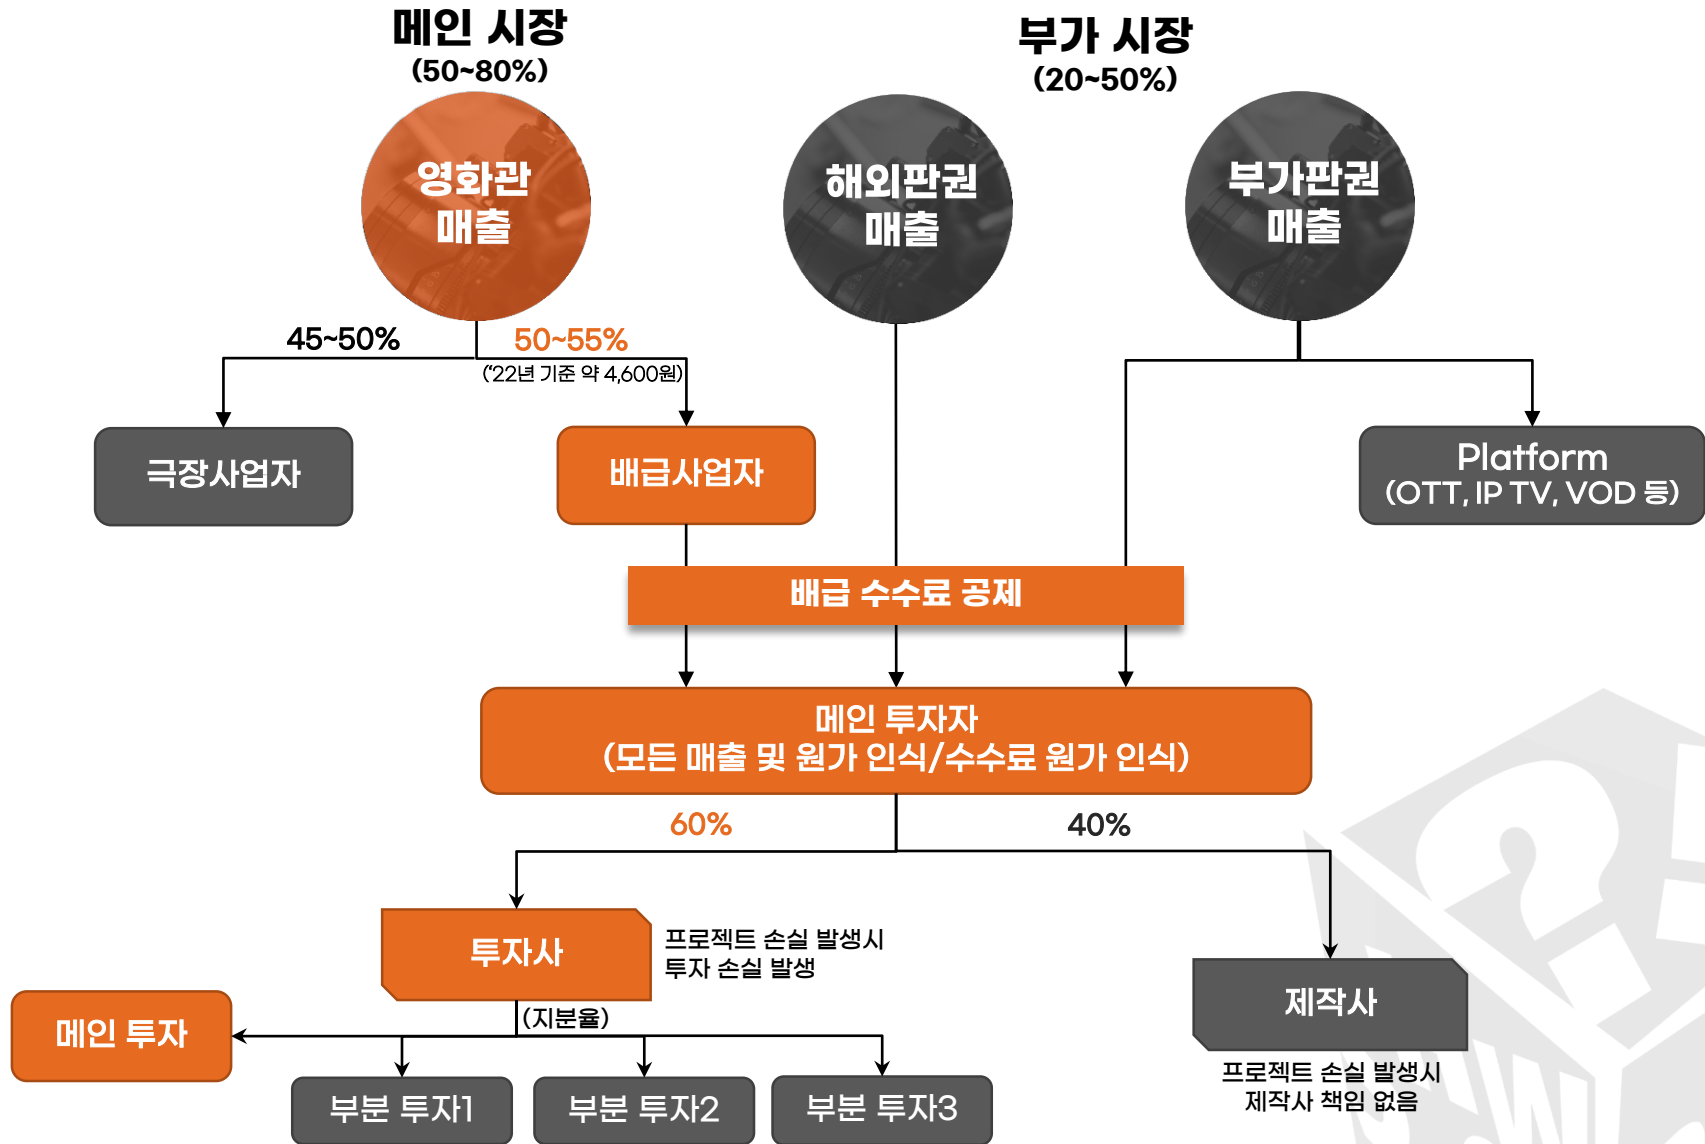 메인 시장
(50~80%)
부가 시장
(20~50%)
영화관
매출
해외판권
매출
부가판권
매출
45~50%
50~55%
(‘22년 기준 약 4,600원)
극장사업자
배급사업자
Platform
(OTT, IP TV, VOD 등)
배급 수수료 공제
메인 투자자
(모든 매출 및 원가 인식/수수료 원가 인식)
60%
40%
투자사
프로젝트 손실 발생시
투자 손실 발생
제작사
프로젝트 손실 발생시
제작사 책임 없음
(지분율)
메인 투자
부분 투자1
부분 투자2
부분 투자3